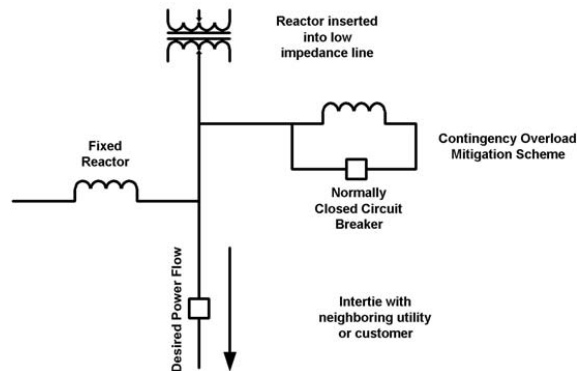 Reactor inserted
into low
impedance line
Fixed
Reactor
Contingency Overload
Mitigation Scheme
Normally
Closed Circuit
Breaker
Desired Power Flow
Intertie with
neighboring utility
or customer